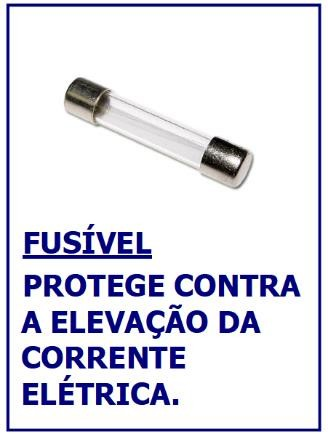 FUSÍVEL
PROTEGE CONTRA
A ELEVAÇÃO DA
CORRENTE
ELÉTRICA.